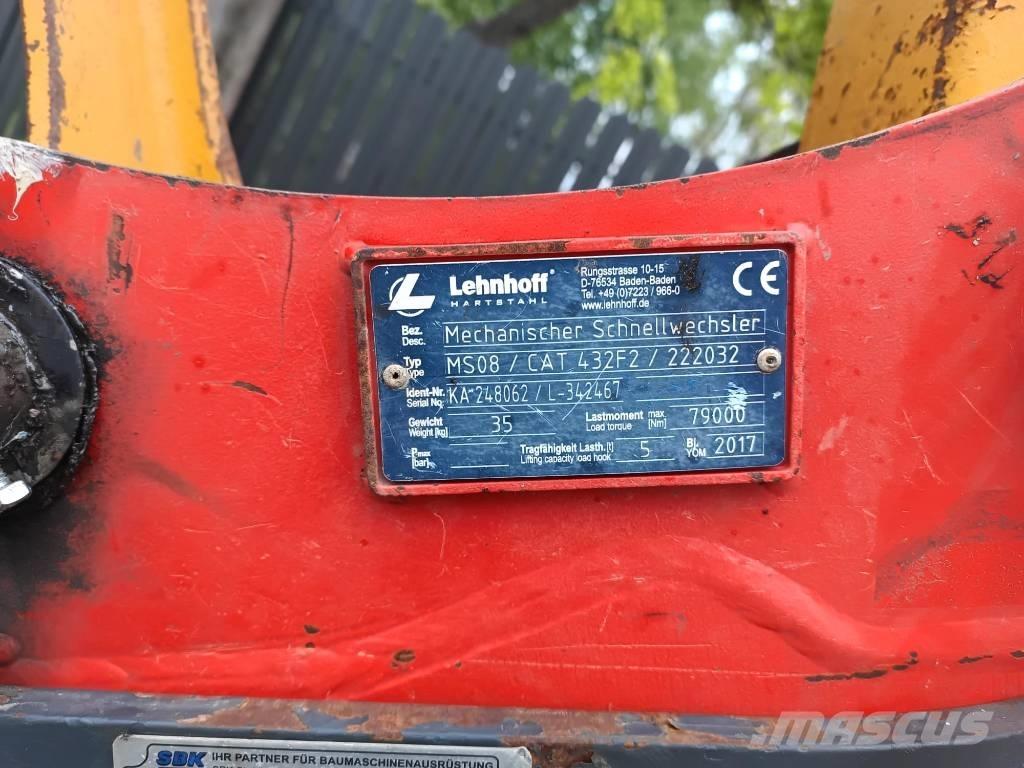 Lehnhoff®
HARTSTAHL
Rungsstrasse 10-15
D-76534 Baden-Baden
Tel. +49 (0)7223 / 966-0
www.lehnhoff.de
CE
Bez. Desc. Mechanischer Schnellwechsler
Typ Type MS08 / CAT 432F2 / 222032
Ident-Nr. Serial No. KA 248062 / L-342467
Gewicht Weight [kg] 35 Lastmoment Load torque max. [Nm] 79000
Pmax [bar] Tragfähigkeit Lasth. [t] Lifting capacity load hook 5 Bj. YOM 2017
SBK IHR PARTNER FÜR BAUMASCHINENAUSRÜSTUNG
MASCUS